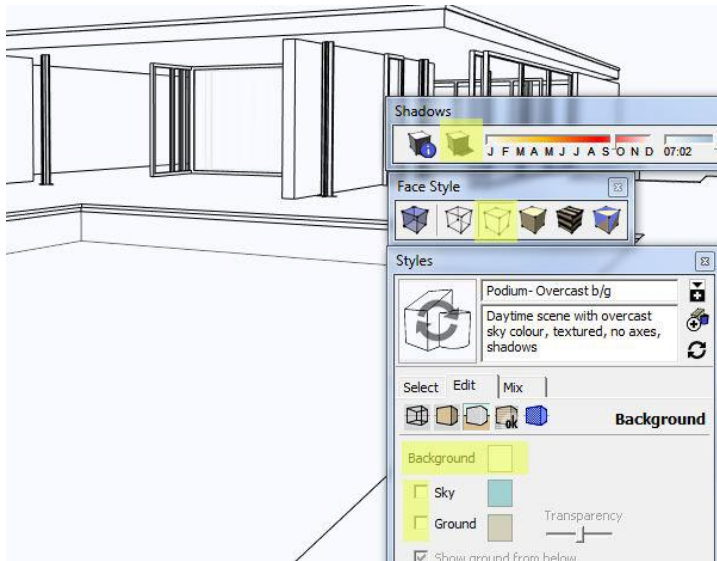 Shadows
J F M A M J J A S O N D 07:02
Face Style
Styles
Podium- Overcast b/g
Daytime scene with overcast
sky colour, textured, no axes,
shadows
Select Edit Mix
ok
Background
Background
Sky
Ground
Transparency
Show ground from below